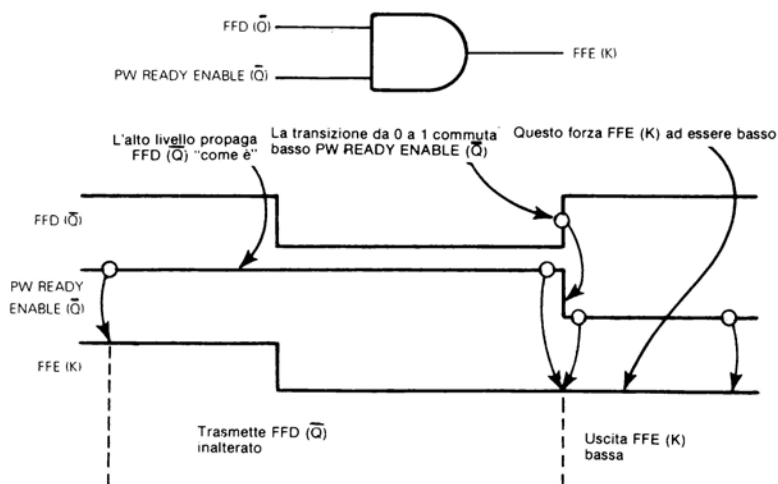 FFD (Q̅)
PW READY ENABLE (Q̅)
FFE (K)
L'alto livello propaga
FFD (Q̅) "come è"
La transizione da 0 a 1 commuta
basso PW READY ENABLE (Q̅)
Questo forza FFE (K) ad essere basso
FFD (Q̅)
PW READY
ENABLE (Q̅)
FFE (K)
Trasmette FFD (Q̅)
inalterato
Uscita FFE (K)
bassa